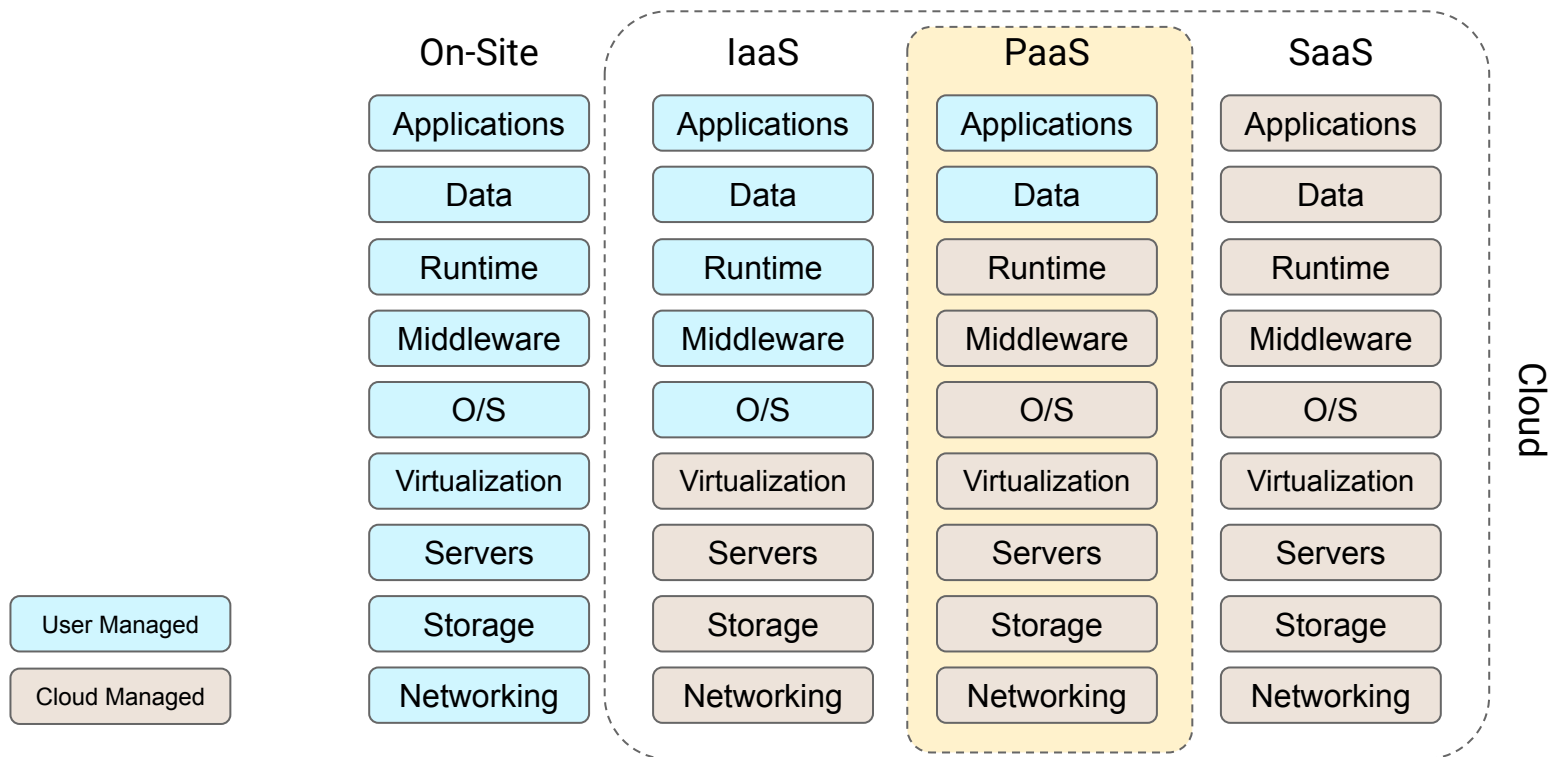 On-Site
IaaS
PaaS
SaaS
Applications
Applications
Applications
Applications
Data
Data
Data
Data
Runtime
Runtime
Runtime
Runtime
Middleware
Middleware
Middleware
Middleware
O/S
O/S
O/S
O/S
Virtualization
Virtualization
Virtualization
Virtualization
Servers
Servers
Servers
Servers
Storage
Storage
Storage
Storage
Networking
Networking
Networking
Networking
Cloud
User Managed
Cloud Managed